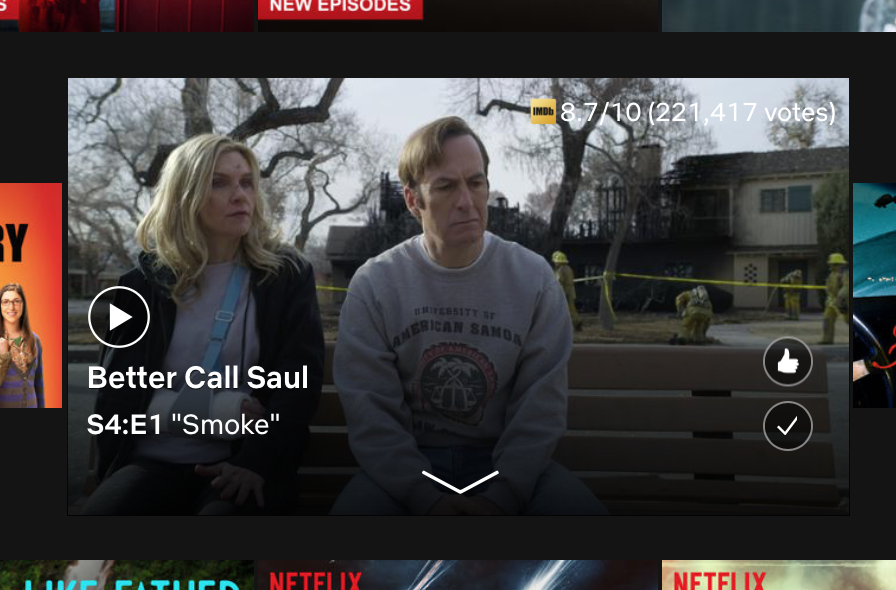 S
NEW EPISODES
IMDb 8.7/10 (221,417 votes)
RY
UNIVERSITY OF
AMERICAN SAMOA
Better Call Saul
S4:E1 "Smoke"
LIKE FATHER
NETFLIX
NETFLIX